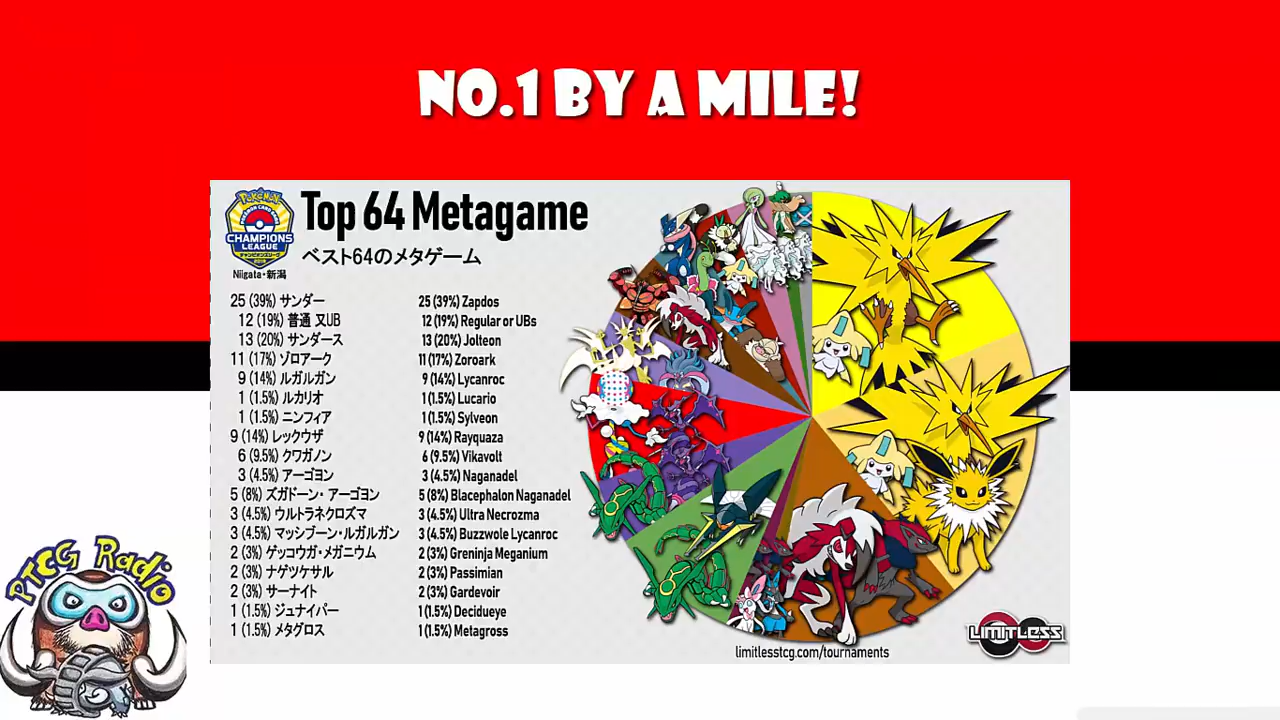 NO.1 BY A MILE!
Pokémon
CHAMPIONS
LEAGUE
チャンピオンズリーグ
Niigata・新潟
Top 64 Metagame
ベスト64のメタゲーム
25 (39%) サンダー
12 (19%) 普通 又UB
13 (20%) サンダース
11 (17%) ゾロアーク
9 (14%) ルガルガン
1 (1.5%) ルカリオ
1 (1.5%) ニンフィア
9 (14%) レックウザ
6 (9.5%) クワガノン
3 (4.5%) アーゴヨン
5 (8%) ズガドーン・アーゴヨン
3 (4.5%) ウルトラネクロズマ
3 (4.5%) マッシブーン・ルガルガン
2 (3%) ゲッコウガ・メガニウム
2 (3%) ナゲツケサル
2 (3%) サーナイト
1 (1.5%) ジュナイパー
1 (1.5%) メタグロス
25 (39%) Zapdos
12 (19%) Regular or UBs
13 (20%) Jolteon
11 (17%) Zoroark
9 (14%) Lycanroc
1 (1.5%) Lucario
1 (1.5%) Sylveon
9 (14%) Rayquaza
6 (9.5%) Vikavolt
3 (4.5%) Naganadel
5 (8%) Blacephalon Naganadel
3 (4.5%) Ultra Necrozma
3 (4.5%) Buzzwole Lycanroc
2 (3%) Greninja Meganium
2 (3%) Passimian
2 (3%) Gardevoir
1 (1.5%) Decidueye
1 (1.5%) Metagross
LIMITLESS
limitlesstcg.com/tournaments
PTCG Radio